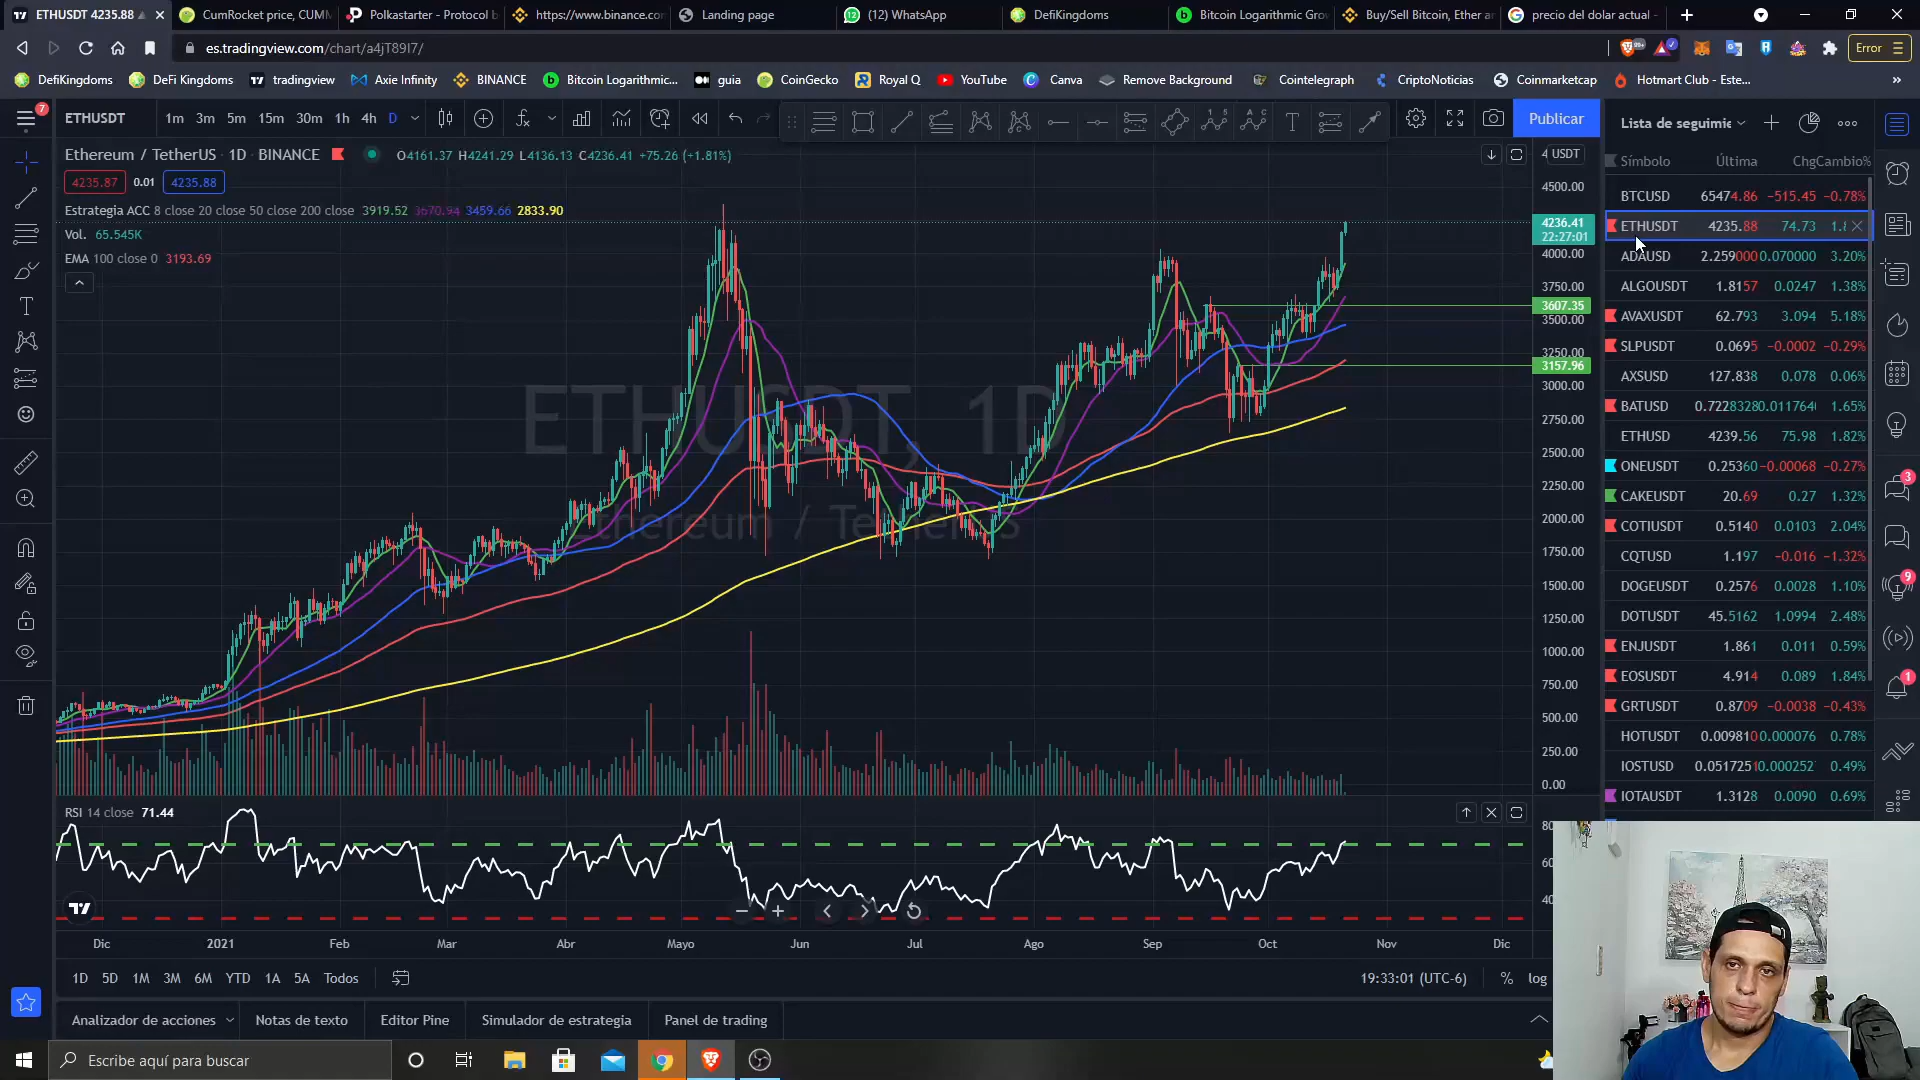 ETHUSDT 4235.88
CumRocket price, CUMM
Polkastarter - Protocol b
https://www.binance.con
Landing page
(12) WhatsApp
DefiKingdoms
Bitcoin Logarithmic Gro
Buy/Sell Bitcoin, Ether ar
precio del dolar actual -
es.tradingview.com/chart/a4jT89I7/
Error
DefiKingdoms
DeFi Kingdoms
tradingview
Axie Infinity
BINANCE
Bitcoin Logarithmic...
guia
CoinGecko
Royal Q
YouTube
Canva
Remove Background
Cointelegraph
CriptoNoticias
Coinmarketcap
Hotmart Club - Este...
7
ETHUSDT 1m 3m 5m 15m 30m 1h 4h D
Publicar
Lista de seguimie
Ethereum / TetherUS · 1D · BINANCE O4161.37 H4241.29 L4136.13 C4236.41 +75.26 (+1.81%)
4235.87 0.01 4235.88
Estrategia ACC 8 close 20 close 50 close 200 close 3919.52 3670.94 3459.66 2833.90
Vol. 65.545K
EMA 100 close 0 3193.69
ETHUSDT, 1D
Ethereum / TetherUS
USDT
4500.00
4236.41
22:27:01
4000.00
3750.00
3607.35
3500.00
3250.00
3157.96
3000.00
2750.00
2500.00
2250.00
2000.00
1750.00
1500.00
1250.00
1000.00
750.00
500.00
250.00
0.00
Símbolo Última Chg Cambio%
BTCUSD 65474.86 −515.45 −0.78%
ETHUSDT 4235.88 74.73 1.8
ADAUSD 2.259000 0.070000 3.20%
ALGOUSDT 1.8157 0.0247 1.38%
AVAXUSDT 62.793 3.094 5.18%
SLPUSDT 0.0695 −0.0002 −0.29%
AXSUSD 127.838 0.078 0.06%
BATUSD 0.722832 80.011764 1.65%
ETHUSD 4239.56 75.98 1.82%
ONEUSDT 0.25360 −0.00068 −0.27%
CAKEUSDT 20.69 0.27 1.32%
COTIUSDT 0.5140 0.0103 2.04%
CQTUSD 1.197 −0.016 −1.32%
DOGEUSDT 0.2576 0.0028 1.10%
DOTUSDT 45.5162 1.0994 2.48%
ENJUSDT 1.861 0.011 0.59%
EOSUSDT 4.914 0.089 1.84%
GRTUSDT 0.8709 −0.0038 −0.43%
HOTUSDT 0.009810 0.000076 0.78%
IOSTUSD 0.051725 0.000252 0.49%
IOTAUSDT 1.3128 0.0090 0.69%
3
9
1
RSI 14 close 71.44
80
60
40
Dic 2021 Feb Mar Abr Mayo Jun Jul Ago Sep Oct Nov Dic
1D 5D 1M 3M 6M YTD 1A 5A Todos
19:33:01 (UTC-6) % log
Analizador de acciones Notas de texto Editor Pine Simulador de estrategia Panel de trading
Escribe aquí para buscar